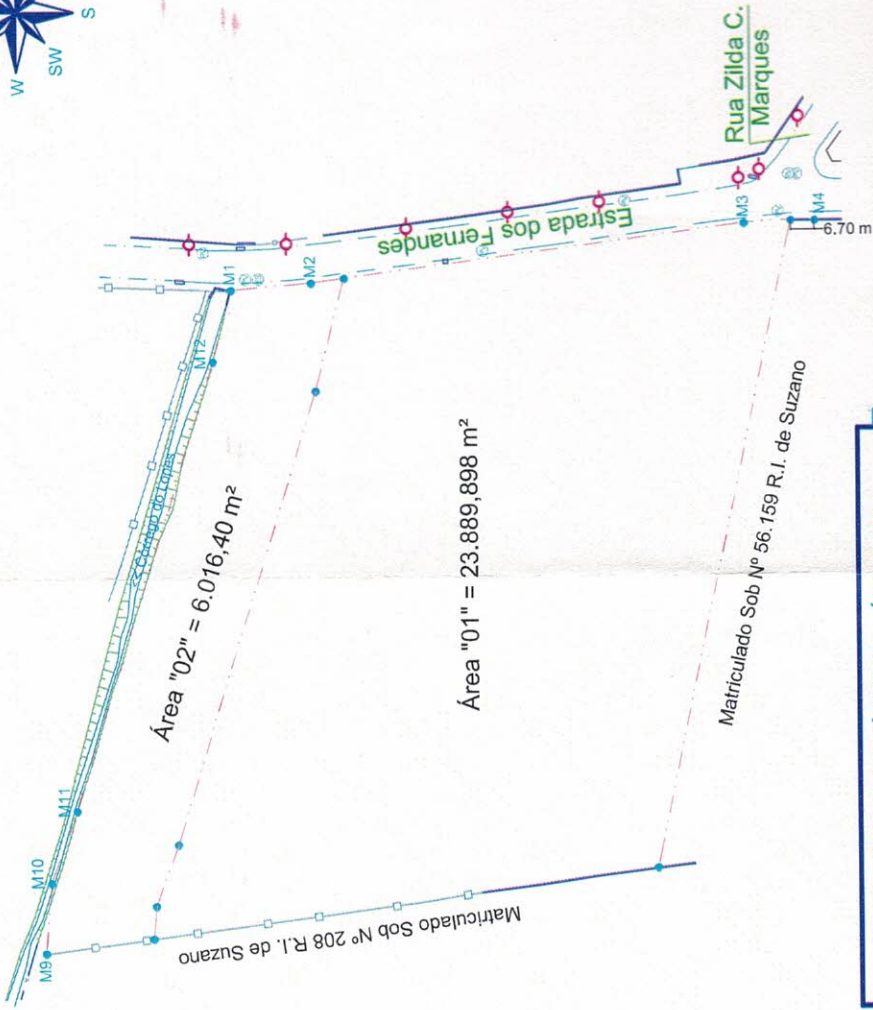 W
SW
S
Rua Zilda C.
Marques
Estrada dos Fernandes
M1
M2
M12
<< Córrego do Lopes
Área "02" = 6.016,40 m²
M3
M4
6.70 m
M11
M10
M9
Área "01" = 23.889,898 m²
Matriculado Sob Nº 56.159 R.I. de Suzano
Matriculado Sob Nº 208 R.I. de Suzano